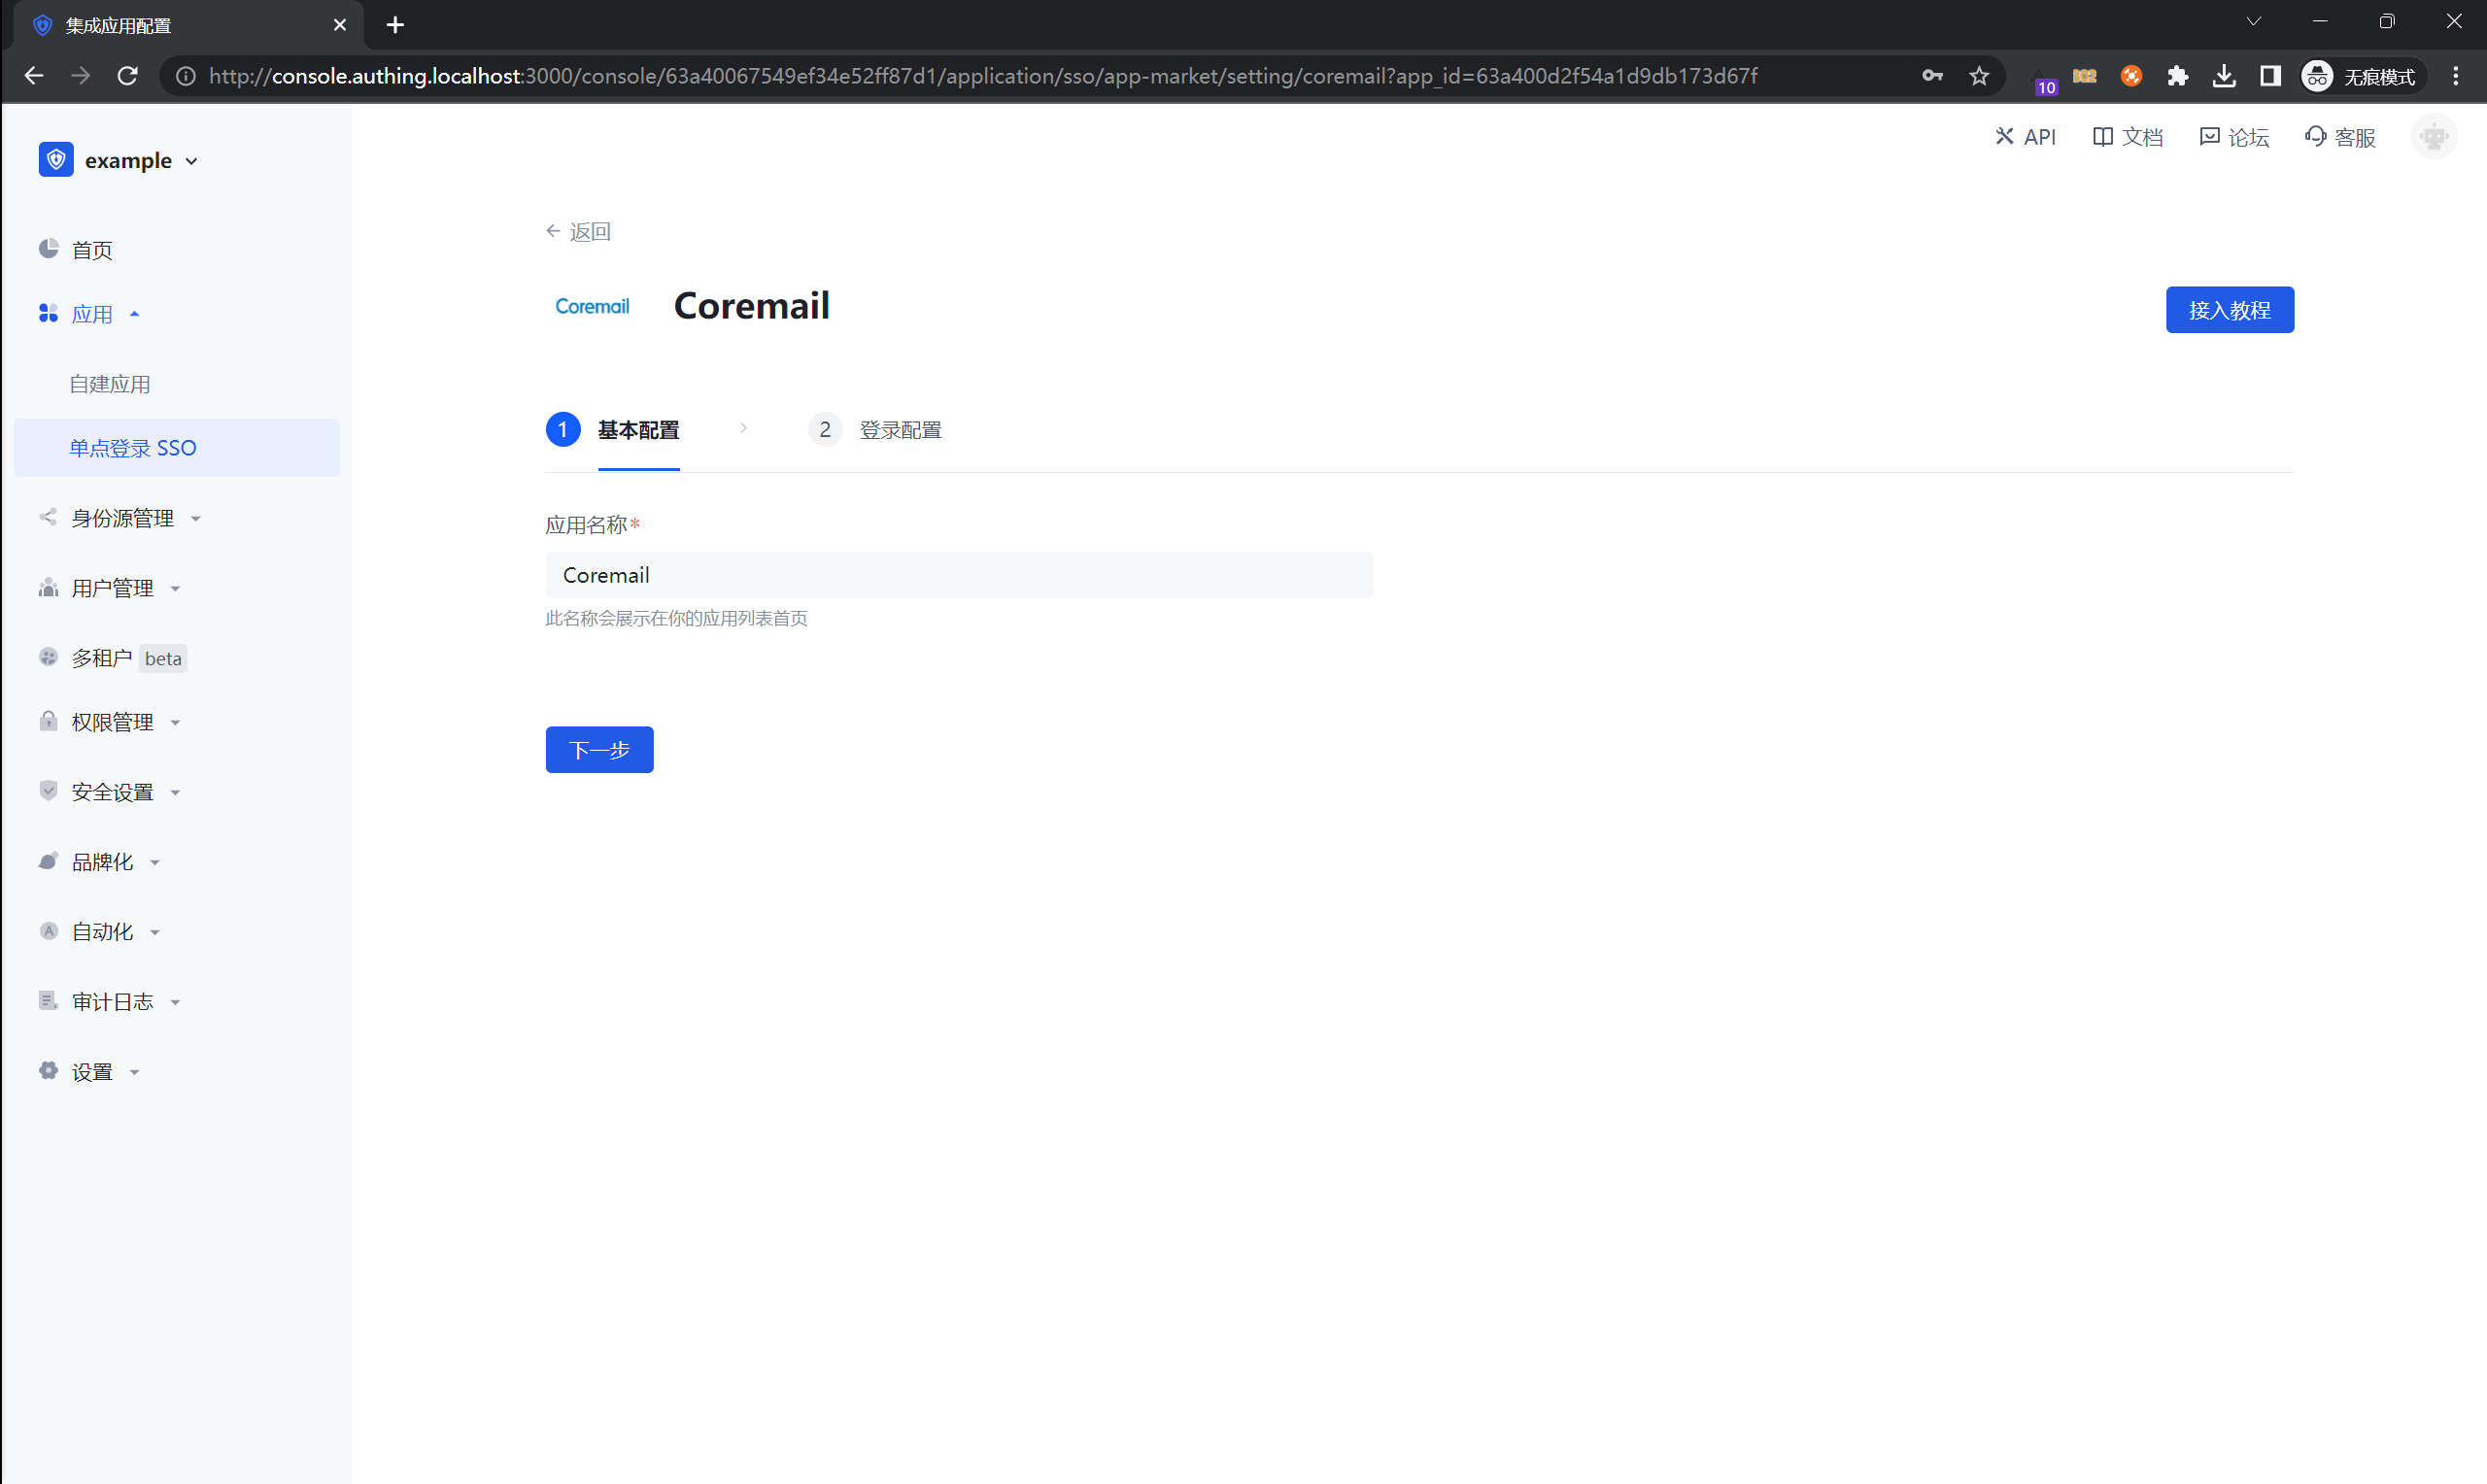 集成应用配置
http://console.authing.localhost:3000/console/63a40067549ef34e52ff87d1/application/sso/app-market/setting/coremail?app_id=63a400d2f54a1d9db173d67f
10
302
无痕模式
example
API
文档
论坛
客服
首页
应用
自建应用
单点登录 SSO
身份源管理
用户管理
多租户 beta
权限管理
安全设置
品牌化
自动化
审计日志
设置
返回
Coremail
Coremail
接入教程
1 基本配置
2 登录配置
应用名称*
Coremail
此名称会展示在你的应用列表首页
下一步